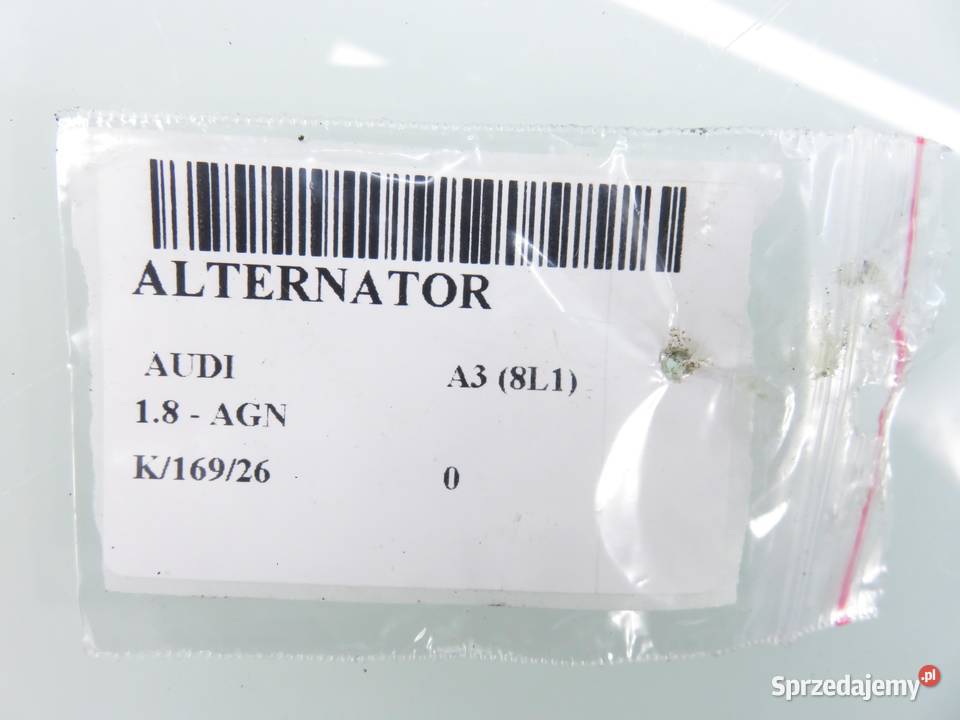 ALTERNATOR
AUDI A3 (8L1)
1.8 - AGN
K/169/26 0
Sprzedajemy.pl